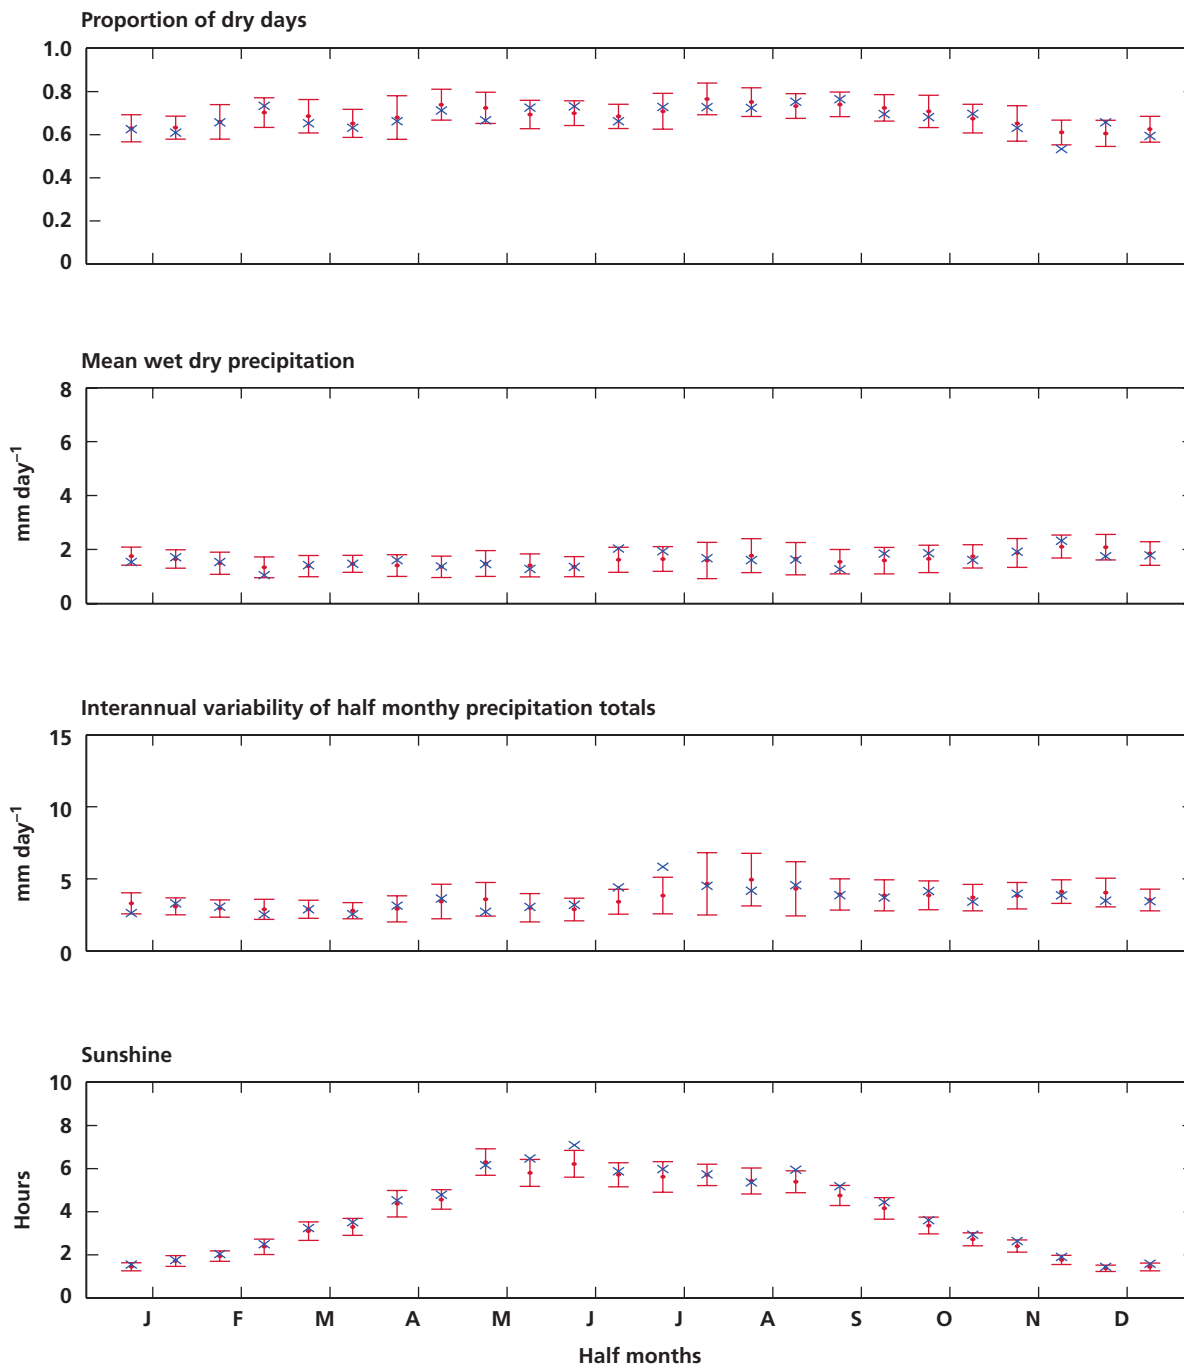 Proportion of dry days
1.0
0.8
0.6
0.4
0.2
0
Mean wet dry precipitation
mm day⁻¹
8
6
4
2
0
Interannual variability of half monthy precipitation totals
mm day⁻¹
15
10
5
0
Sunshine
Hours
10
8
6
4
2
0
J F M A M J J A S O N D
Half months